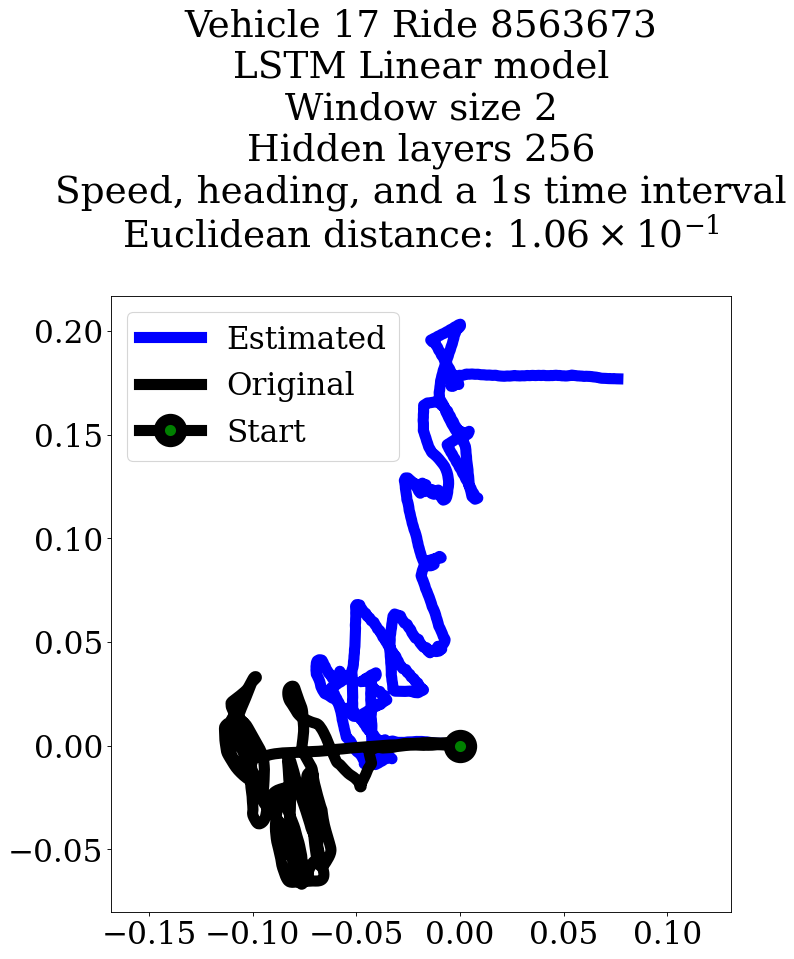 Vehicle 17 Ride 8563673
LSTM Linear model
Window size 2
Hidden layers 256
Speed, heading, and a 1s time interval
Euclidean distance: 1.06 × 10⁻¹
Estimated
Original
Start
0.20
0.15
0.10
0.05
0.00
−0.05
−0.15 −0.10 −0.05 0.00 0.05 0.10